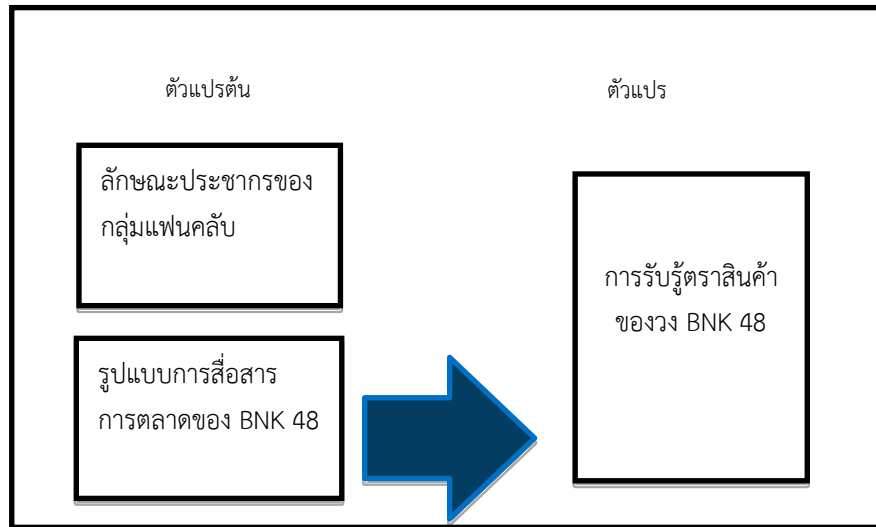 ตัวแปรต้น
ตัวแปร
ลักษณะประชากรของ
กลุ่มแฟนคลับ
รูปแบบการสื่อสาร
การตลาดของ BNK 48
การรับรู้ตราสินค้า
ของวง BNK 48